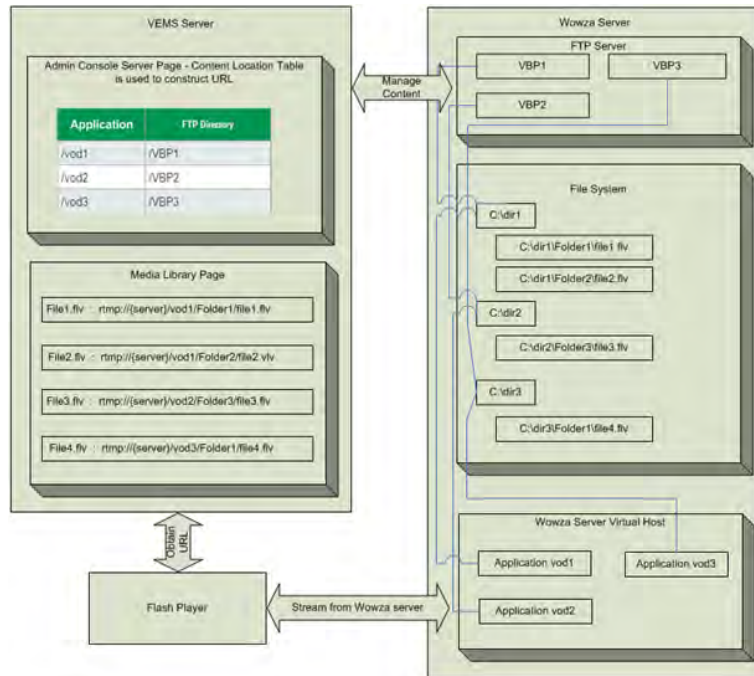 VEMS Server
Admin Console Server Page - Content Location Table
is used to construct URL
Application FTP Directory
/vod1 /VBP1
/vod2 /VBP2
/vod3 /VBP3
Media Library Page
File1.flv : rtmp://{server}/vod1/Folder1/file1.flv
File2.flv : rtmp://{server}/vod1/Folder2/file2.vlv
File3.flv : rtmp://{server}/vod2/Folder3/file3.flv
File4.flv : rtmp://{server}/vod3/Folder1/file4.flv
Obtain
URL
Flash Player
Manage
Content
Stream from Wowza server
Wowza Server
FTP Server
VBP1
VBP3
VBP2
File System
C:\dir1
C:\dir1\Folder1\file1.flv
C:\dir1\Folder2\file2.flv
C:\dir2
C:\dir2\Folder3\file3.flv
C:\dir3
C:\dir3\Folder1\file4.flv
Wowza Server Virtual Host
Application vod1
Application vod3
Application vod2